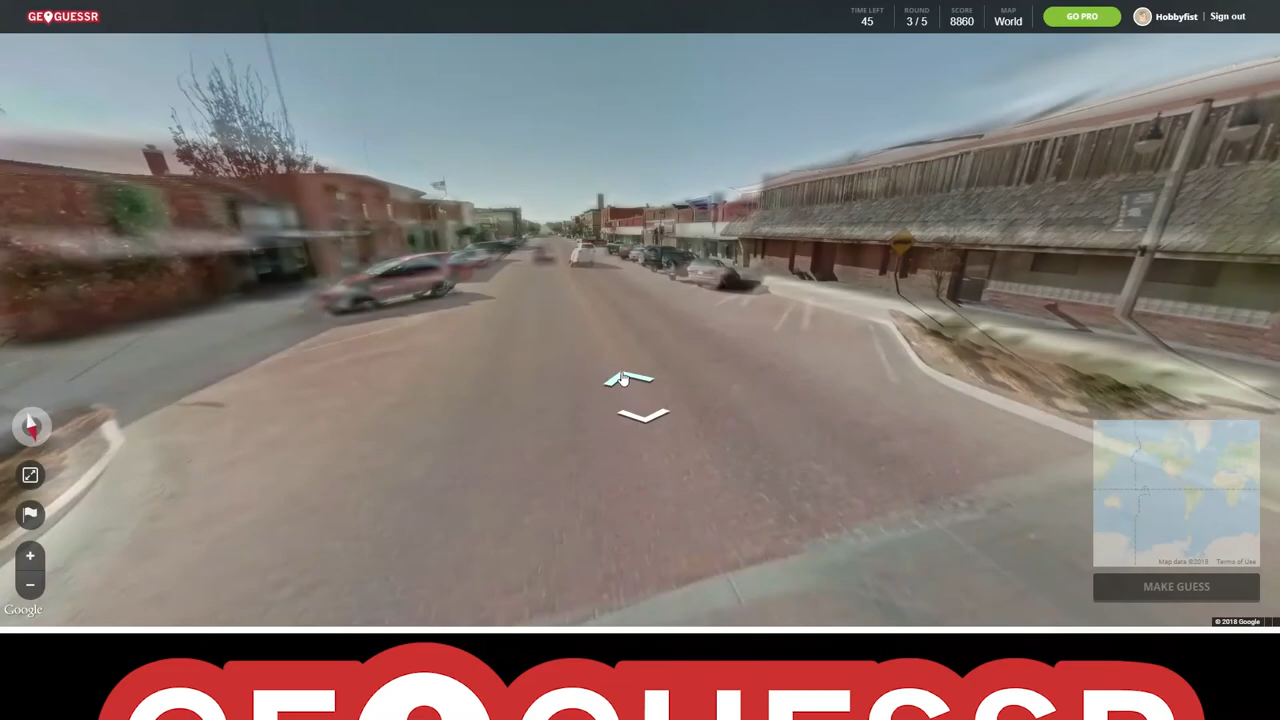 GEOGUESSR
TIME LEFT
45
ROUND
3 / 5
SCORE
8860
MAP
World
GO PRO
Hobbyfist
Sign out
+
−
Google
Map data ©2018 Terms of Use
MAKE GUESS
© 2018 Google
GEOGUESSR